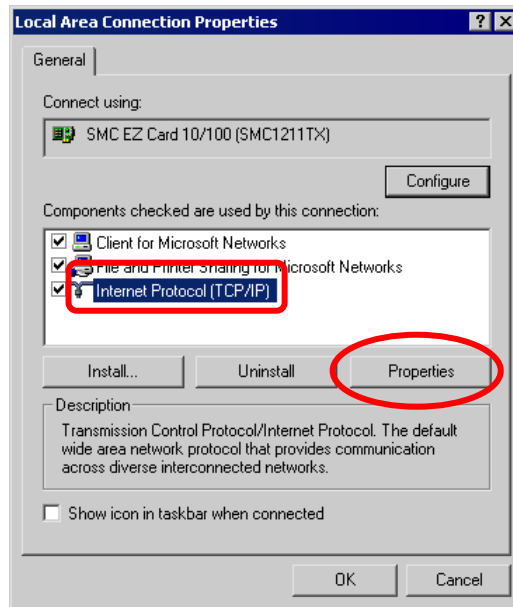 Local Area Connection Properties
General
Connect using:
SMC EZ Card 10/100 (SMC1211TX)
Configure
Components checked are used by this connection:
Client for Microsoft Networks
File and Printer Sharing for Microsoft Networks
Internet Protocol (TCP/IP)
Install... Uninstall Properties
Description
Transmission Control Protocol/Internet Protocol. The default
wide area network protocol that provides communication
across diverse interconnected networks.
Show icon in taskbar when connected
OK Cancel